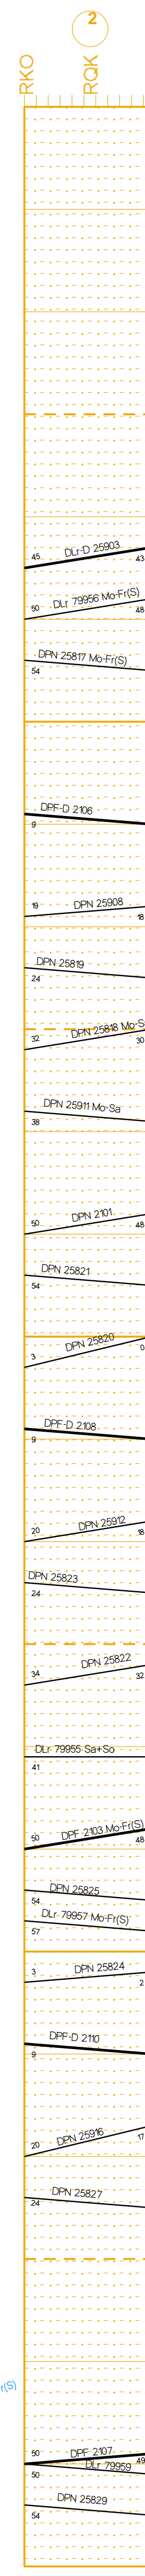 2
RKO
RQK
DLr-D 25903
45
43
DLr 79956 Mo-Fr(S)
50
48
DPN 25817 Mo-Fr(S)
54
DPF-D 2106
9
DPN 25908
19
18
DPN 25819
24
DPN 25818 Mo-S
32
30
DPN 25911 Mo-Sa
38
DPN 2101
50
48
DPN 25821
54
DPN 25820
3
0
DPF-D 2108
9
DPN 25912
20
18
DPN 25823
24
DPN 25822
34
32
DLr 79955 Sa+So
41
DPF 2103 Mo-Fr(S)
50
48
DPN 25825
54
DLr 79957 Mo-Fr(S)
57
DPN 25824
3
2
DPF-D 2110
9
DPN 25916
20
17
DPN 25827
24
r(S)
DPF 2107
50
49
DLr 79959
50
DPN 25829
54